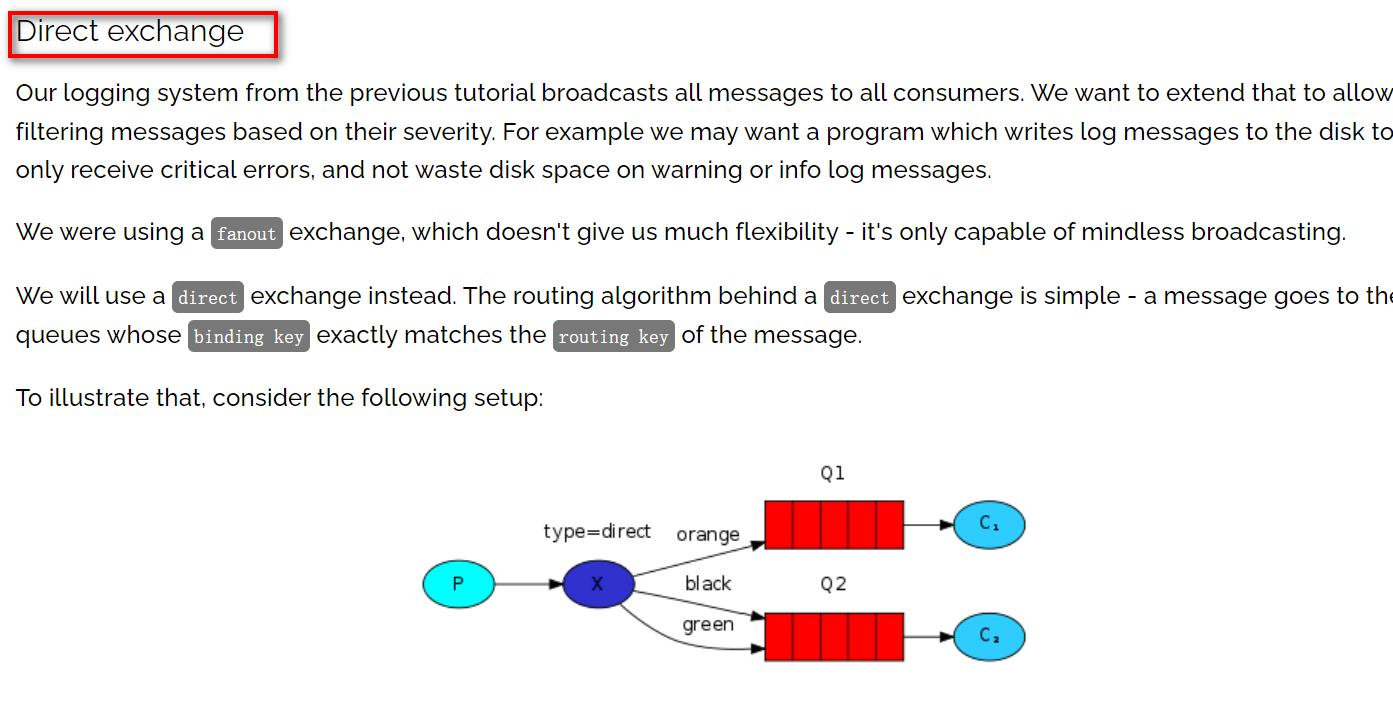 Direct exchange
Our logging system from the previous tutorial broadcasts all messages to all consumers. We want to extend that to allow
filtering messages based on their severity. For example we may want a program which writes log messages to the disk to
only receive critical errors, and not waste disk space on warning or info log messages.
We were using a fanout exchange, which doesn't give us much flexibility - it's only capable of mindless broadcasting.
We will use a direct exchange instead. The routing algorithm behind a direct exchange is simple - a message goes to the
queues whose binding key exactly matches the routing key of the message.
To illustrate that, consider the following setup:
Q1
type=direct orange
C₁
P
X
black
Q2
green
C₂